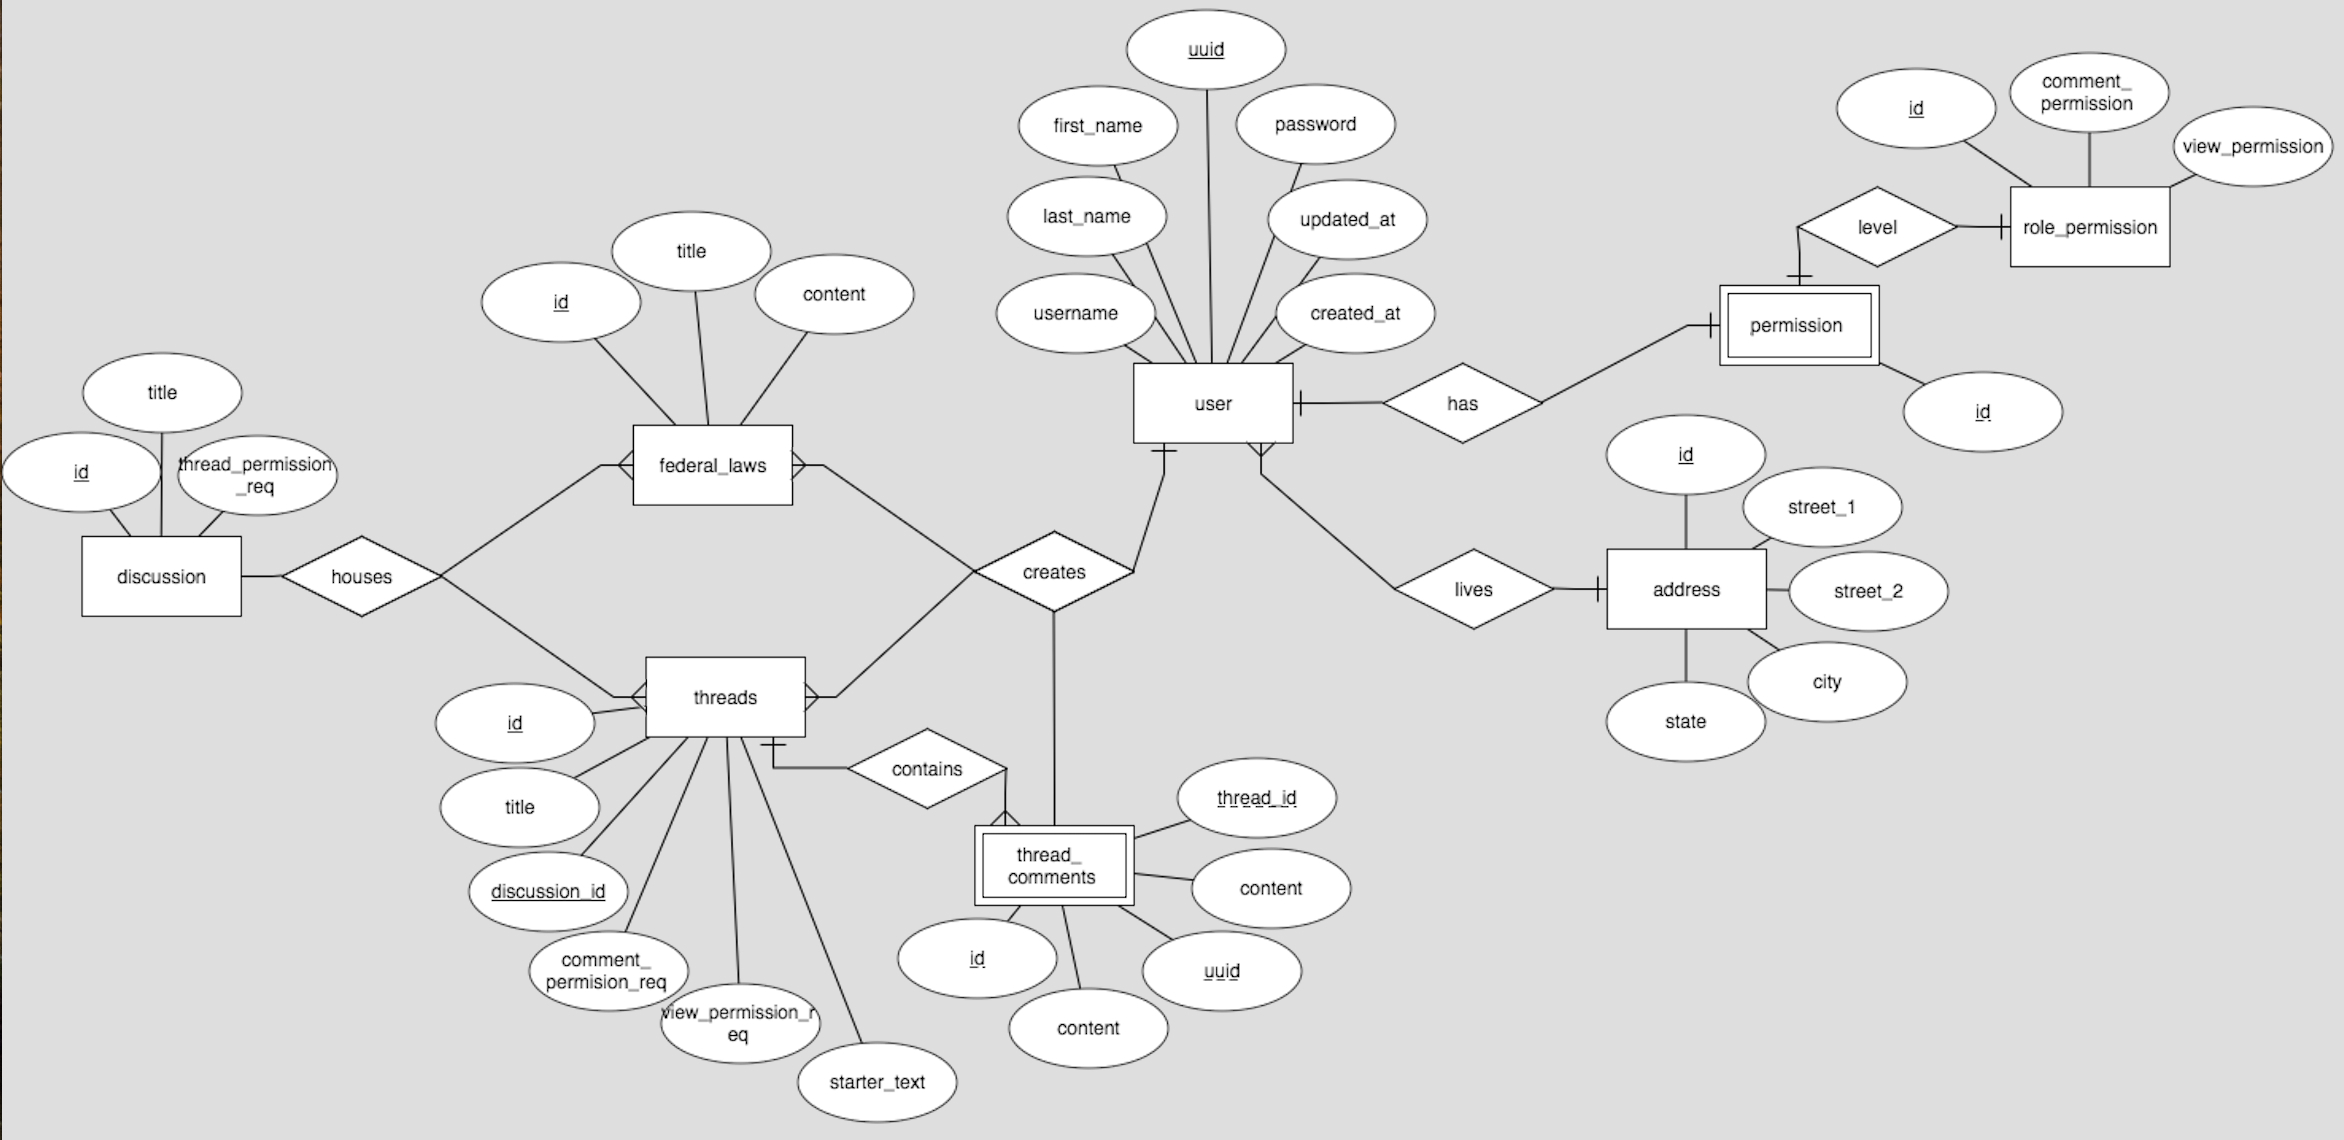 uuid
first_name
password
last_name
updated_at
username
created_at
user
id
comment_
permission
view_permission
level
role_permission
permission
id
has
title
id
content
federal_laws
title
id
thread_permission
_req
discussion
houses
creates
id
street_1
street_2
lives
address
city
state
threads
id
title
discussion_id
comment_
permision_req
view_permission_r
eq
starter_text
contains
thread_
comments
thread_id
content
id
uuid
content